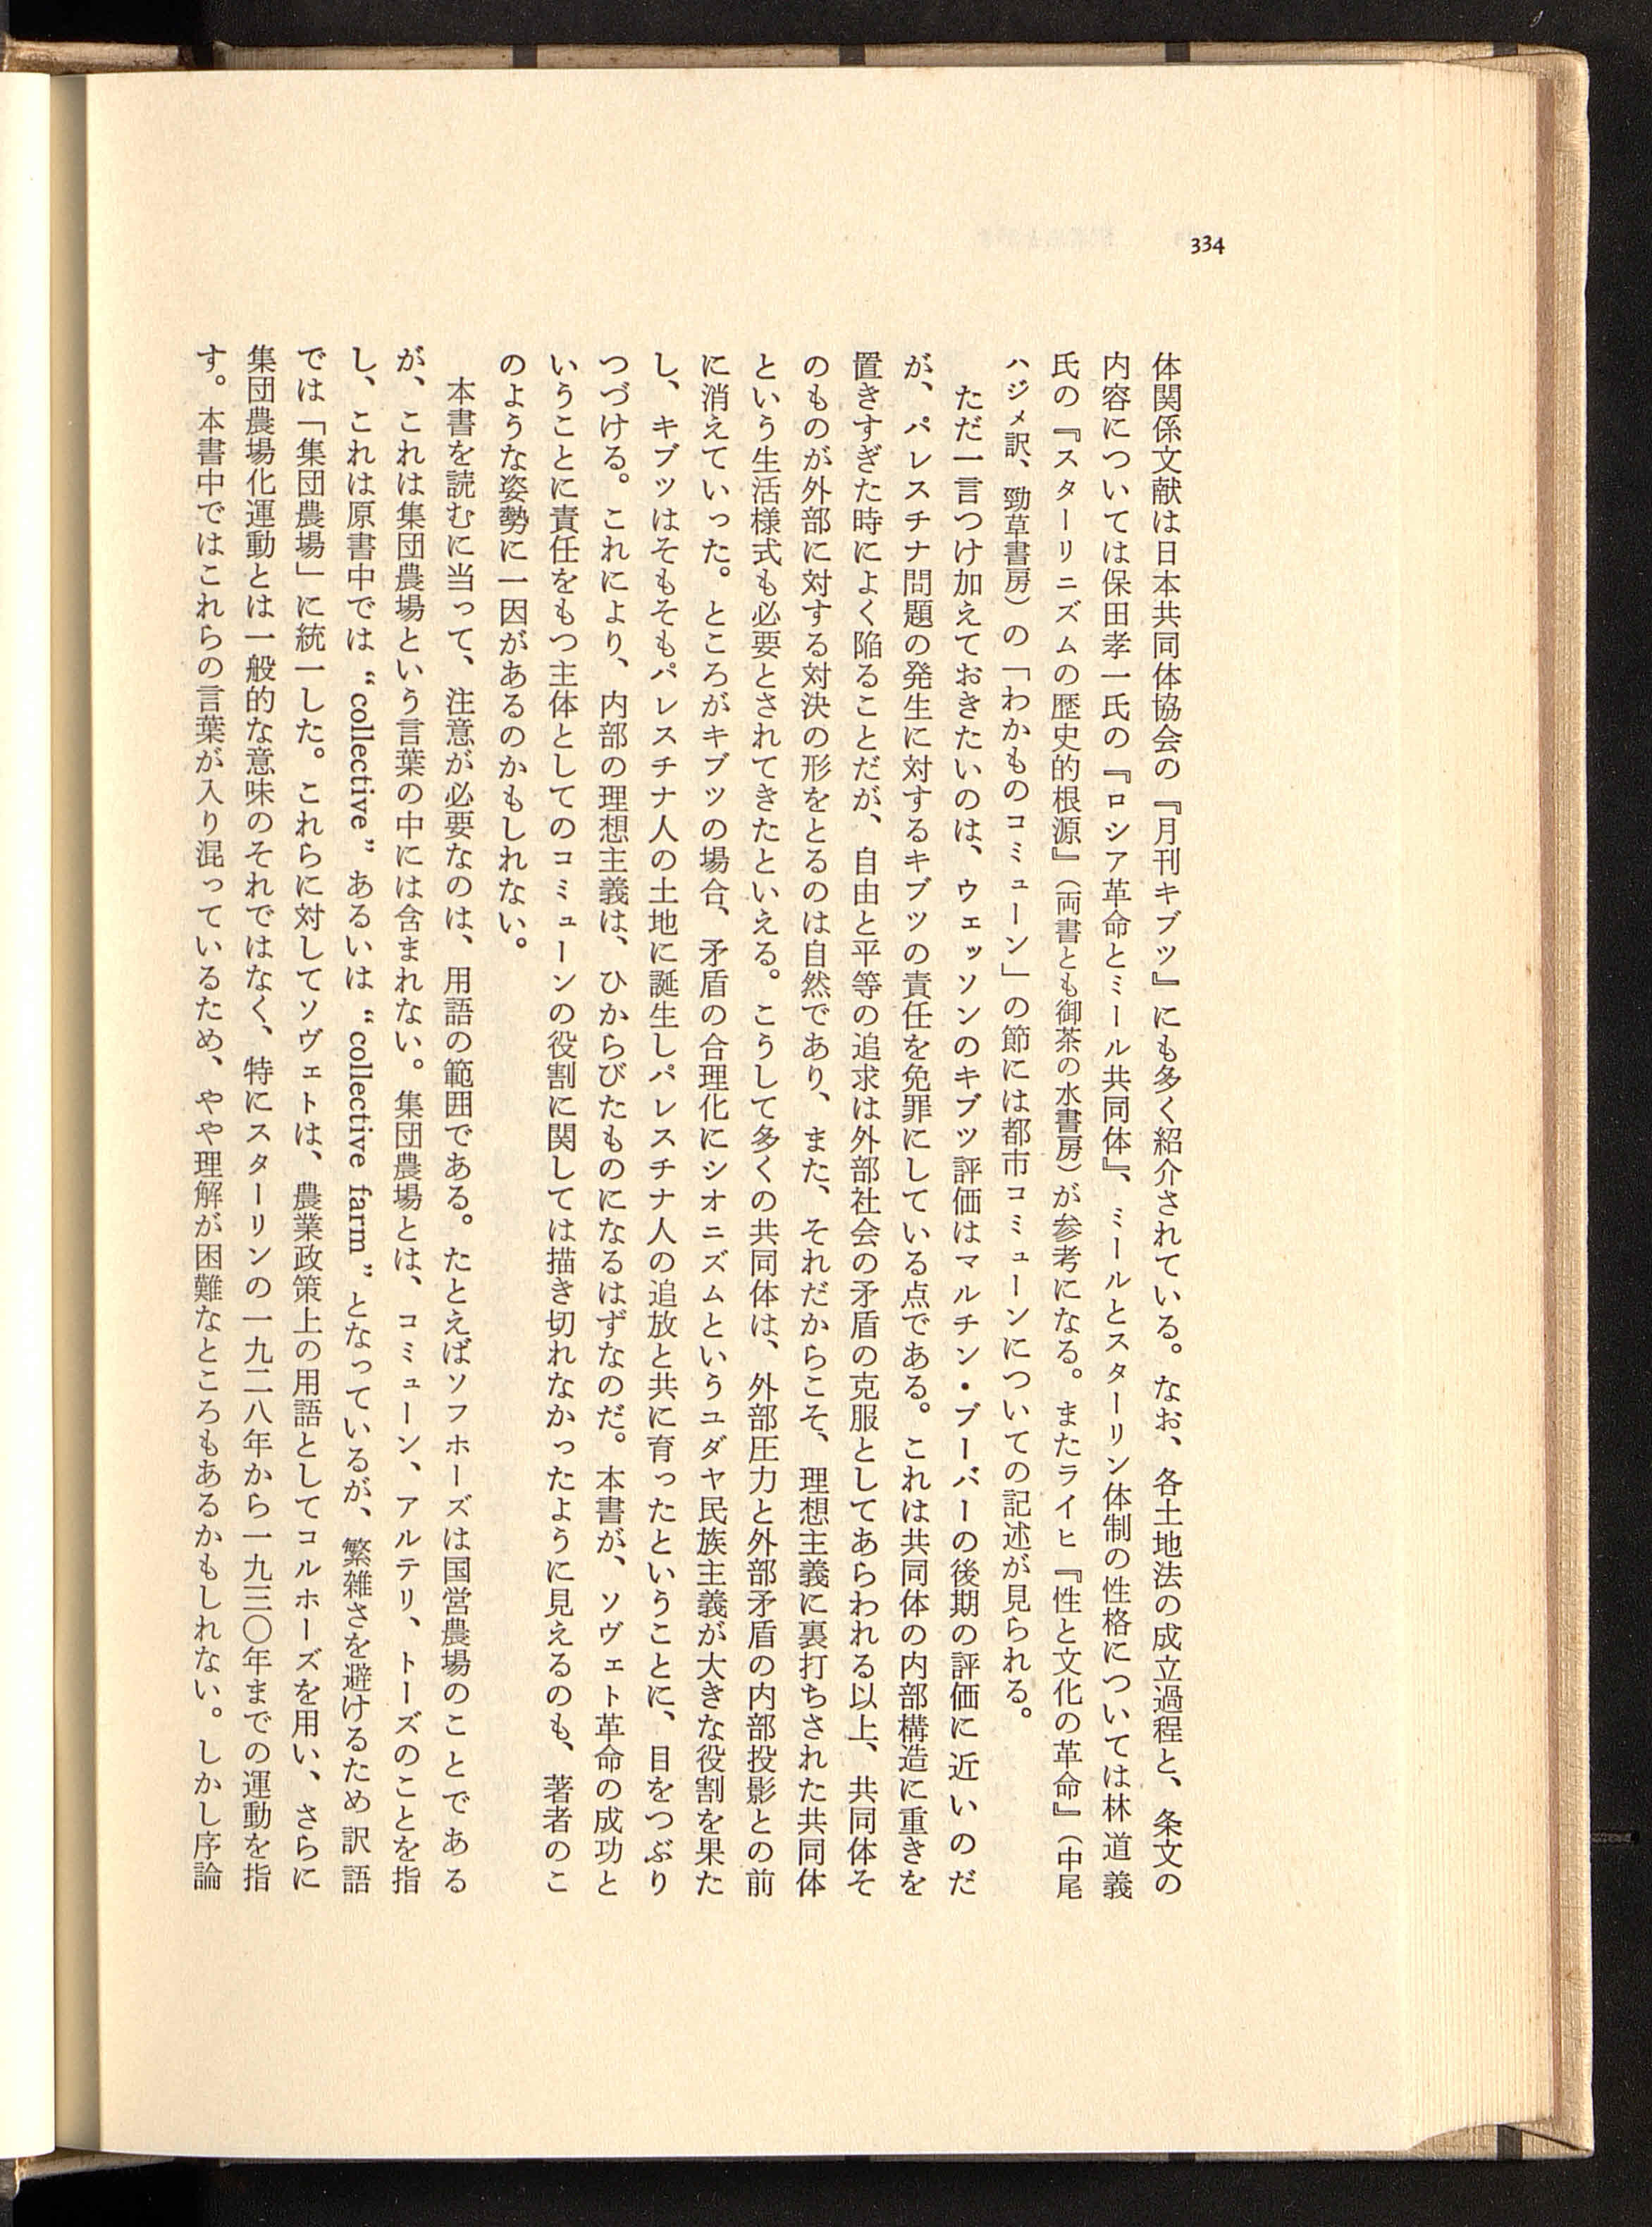 334
体関係文献は日本共同体協会の『月刊キブツ』にも多く紹介されている。なお、各土地法の成立過程と、条文の
内容については保田孝一氏の『ロシア革命とミール共同体』、ミールとスターリン体制の性格については林 道 義
氏の『スターリニズムの歴史的根源』（両書とも御茶の水書房）が参考になる。またライヒ『性と文化の革命』（中尾
ハジメ訳、勁草書房）の「わかものコミューン」の節には都市コミューンについての記述が見られる。
ただ一言つけ加えておきたいのは、ウェッソンのキブツ評価はマルチン・ブーバーの後期の評価に近いのだ
が、パレスチナ問題の発生に対するキブツの責任を免罪にしている点である。これは共同体の内部構造に重きを
置きすぎた時によく陥ることだが、自由と平等の追求は外部社会の矛盾の克服としてあらわれる以上、共同体そ
のものが外部に対する対決の形をとるのは自然であり、また、それだからこそ、理想主義に裏打ちされた共同体
という生活様式も必要とされてきたといえる。こうして多くの共同体は、外部圧力と外部矛盾の内部投影との前
に消えていった。ところがキブツの場合、矛盾の合理化にシオニズムというユダヤ民族主義が大きな役割を果た
し、キブツはそもそもパレスチナ人の土地に誕生しパレスチナ人の追放と共に育ったということに、目をつぶり
つづける。これにより、内部の理想主義は、ひからびたものになるはずなのだ。本書が、ソヴェト革命の成功と
いうことに責任をもつ主体としてのコミューンの役割に関しては描き切れなかったように見えるのも、著者のこ
のような姿勢に一因があるのかもしれない。
本書を読むに当って、注意が必要なのは、用語の範囲である。たとえばソフホーズは国営農場のことである
が、これは集団農場という言葉の中には含まれない。集団農場とは、コミューン、アルテリ、トーズのことを指
し、これは原書中では “collective” あるいは “collective farm” となっているが、繁雑さを避けるため訳語
では「集団農場」に統一した。これらに対してソヴェトは、農業政策上の用語としてコルホーズを用い、さらに
集団農場化運動とは一般的な意味のそれではなく、特にスターリンの一九二八年から一九三〇年までの運動を指
す。本書中ではこれらの言葉が入り混っているため、やや理解が困難なところもあるかもしれない。しかし序論